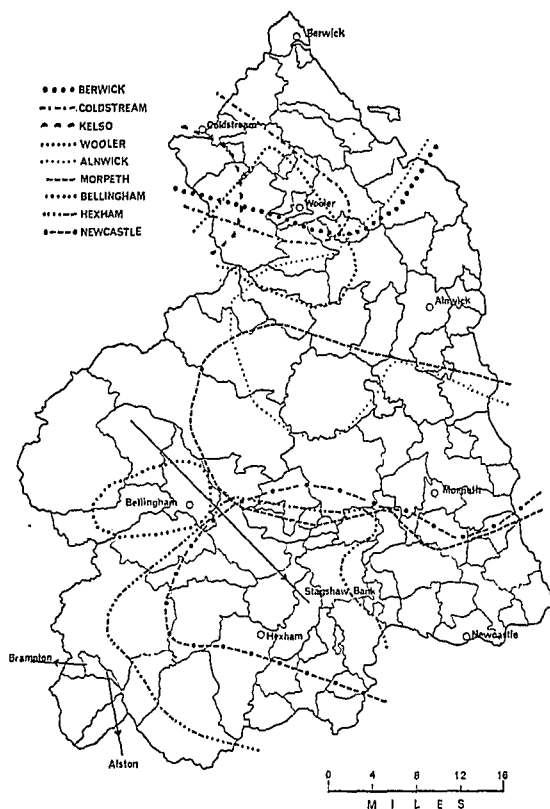 Berwick
BERWICK
COLDSTREAM
KELSO
WOOLER
ALNWICK
MORPETH
BELLINGHAM
HEXHAM
NEWCASTLE
Coldstream
Wooler
Alnwick
Morpeth
Bellingham
Stagshaw Bank
Hexham
Newcastle
Brampton
Alston
0 4 8 12 16
M I L E S